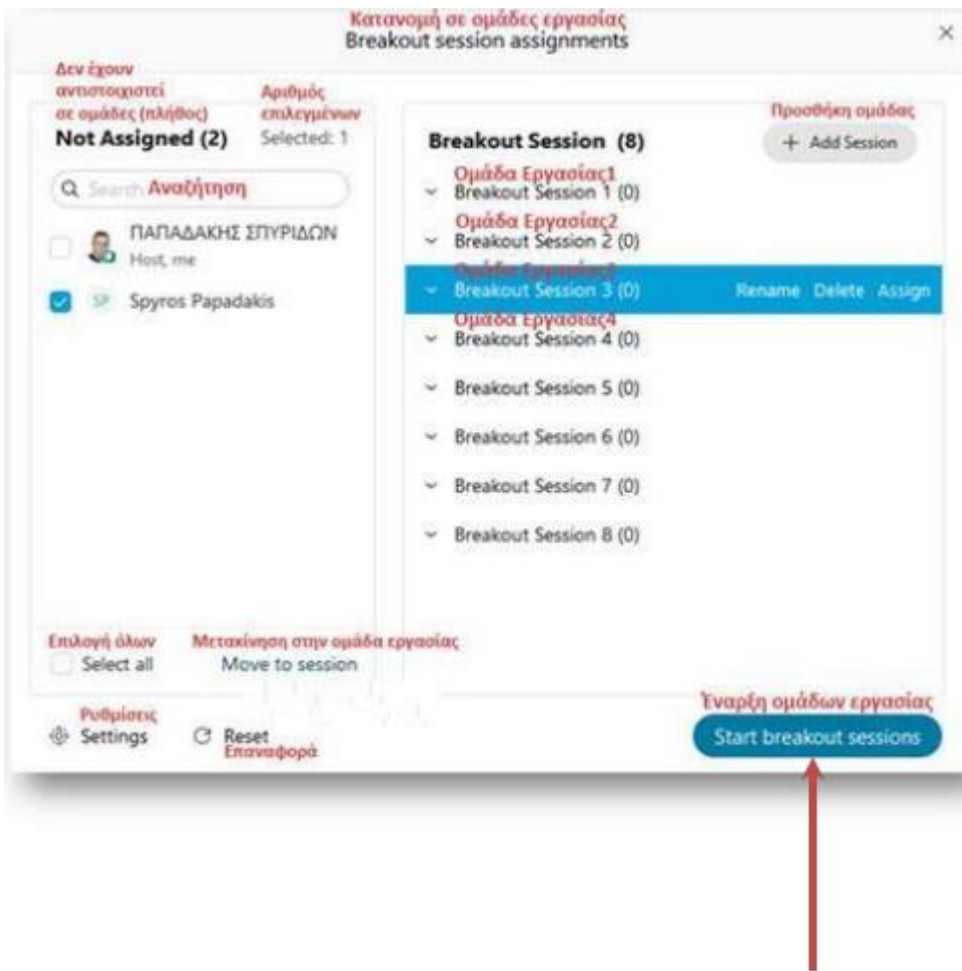 Κατανομή σε ομάδες εργασίας
Breakout session assignments
Δεν έχουν
αντιστοιχιστεί
σε ομάδες (πλήθος)
Not Assigned (2)
Αριθμός
επιλεγμένων
Selected: 1
Search Αναζήτηση
ΠΑΠΑΔΑΚΗΣ ΣΠΥΡΙΔΩΝ
Host, me
SP Spyros Papadakis
Επιλογή όλων
Select all
Μετακίνηση στην ομάδα εργασίας
Move to session
Breakout Session (8)
Προσθήκη ομάδας
+ Add Session
Ομάδα Εργασίας1
Breakout Session 1 (0)
Ομάδα Εργασίας2
Breakout Session 2 (0)
Ομάδα Εργασίας3
Breakout Session 3 (0) Rename Delete Assign
Ομάδα Εργασίας4
Breakout Session 4 (0)
Breakout Session 5 (0)
Breakout Session 6 (0)
Breakout Session 7 (0)
Breakout Session 8 (0)
Ρυθμίσεις
Settings
Reset
Επαναφορά
Έναρξη ομάδων εργασίας
Start breakout sessions